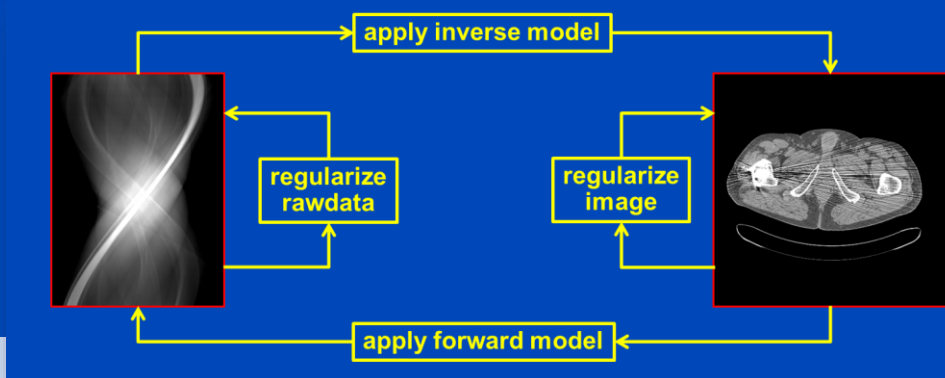 apply inverse model
regularize
rawdata
regularize
image
apply forward model